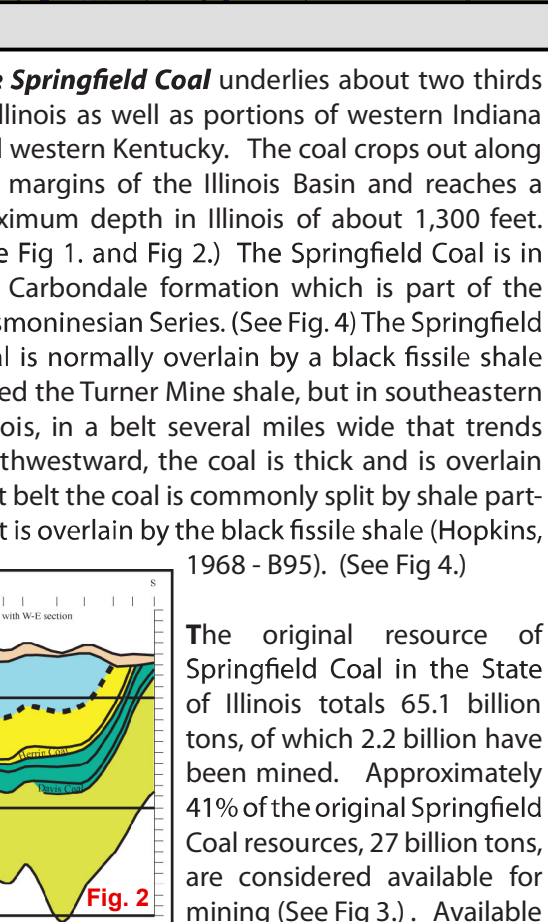 e Springfield Coal underlies about two thirds
llinois as well as portions of western Indiana
d western Kentucky. The coal crops out along
margins of the Illinois Basin and reaches a
ximum depth in Illinois of about 1,300 feet.
e Fig 1. and Fig 2.) The Springfield Coal is in
Carbondale formation which is part of the
smoninesian Series. (See Fig. 4) The Springfield
al is normally overlain by a black fissile shale
ed the Turner Mine shale, but in southeastern
ois, in a belt several miles wide that trends
thwestward, the coal is thick and is overlain
t belt the coal is commonly split by shale part-
t is overlain by the black fissile shale (Hopkins,
1968 - B95). (See Fig 4.)
The original resource of
Springfield Coal in the State
of Illinois totals 65.1 billion
tons, of which 2.2 billion have
been mined. Approximately
41% of the original Springfield
Coal resources, 27 billion tons,
are considered available for
mining (See Fig 3.) . Available
S
with W-E section
Herrin Coal
Davis Coal
Fig. 2